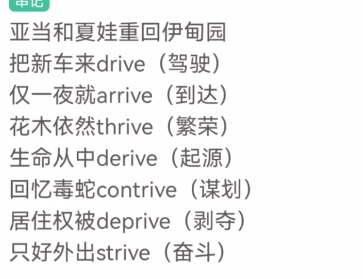 串记
亚当和夏娃重回伊甸园
把新车来drive（驾驶）
仅一夜就arrive（到达）
花木依然thrive（繁荣）
生命从中derive（起源）
回忆毒蛇contrive（谋划）
居住权被deprive（剥夺）
只好外出strive（奋斗）